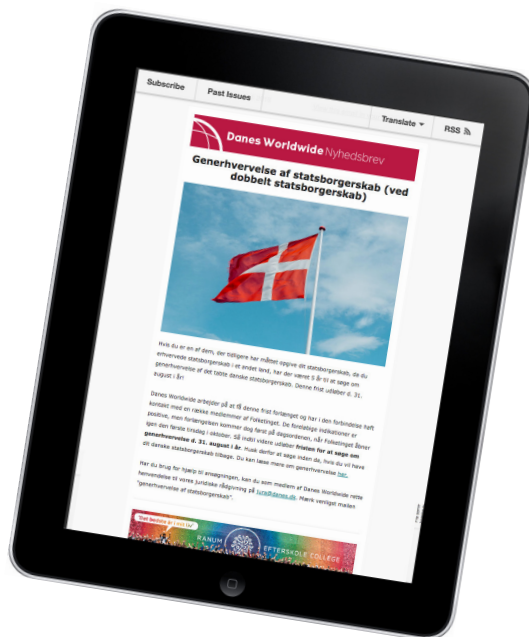 Subscribe
Past Issues
Translate
RSS
Danes Worldwide Nyhedsbrev
Generhvervelse af statsborgerskab (ved
dobbelt statsborgerskab)
Hvis du er en af dem, der tidligere har måttet opgive dit statsborgerskab, da du
erhvervede statsborgerskab i et andet land, har der været 5 år til at søge om
generhvervelse af det tabte danske statsborgerskab. Denne frist udløber d. 31.
august i år!
Danes Worldwide arbejder på at få denne frist forlænget og har i den forbindelse haft
kontakt med en række medlemmer af Folketinget. De foreløbige indikationer er
positive, men forlængelsen kommer dog først på dagsordenen, når Folketinget åbner
igen den første tirsdag i oktober. Så indtil videre udløber fristen for at søge om
generhvervelse d. 31. august i år. Husk derfor at søge inden da, hvis du vil have
dit danske statsborgerskab tilbage. Du kan læse mere om generhvervelse her.
Har du brug for hjælp til ansøgningen, kan du som medlem af Danes Worldwide rette
henvendelse til vores juridiske rådgivning på jura@danes.dk. Mærk venligst mailen
"generhvervelse af statsborgerskab".
RANUM EFTERSKOLE COLLEGE